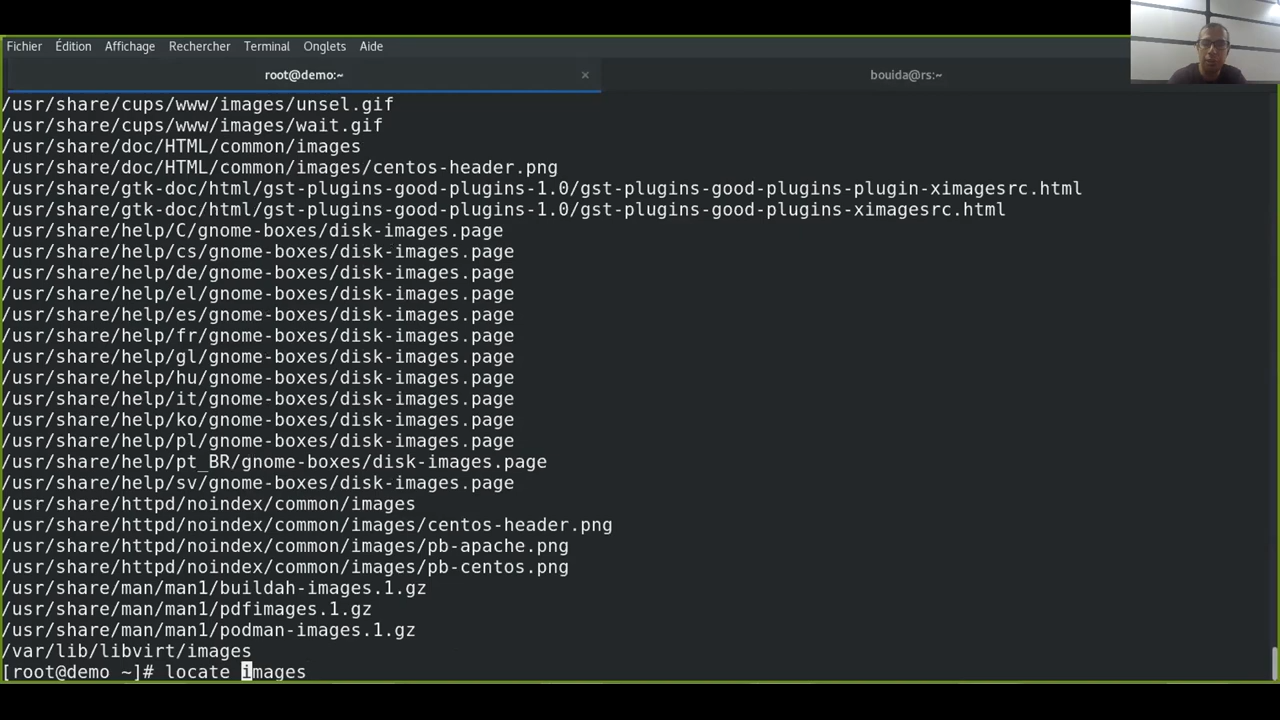 Fichier Édition Affichage Rechercher Terminal Onglets Aide
root@demo:~ × bouida@rs:~
/usr/share/cups/www/images/unsel.gif
/usr/share/cups/www/images/wait.gif
/usr/share/doc/HTML/common/images
/usr/share/doc/HTML/common/images/centos-header.png
/usr/share/gtk-doc/html/gst-plugins-good-plugins-1.0/gst-plugins-good-plugins-plugin-ximagesrc.html
/usr/share/gtk-doc/html/gst-plugins-good-plugins-1.0/gst-plugins-good-plugins-ximagesrc.html
/usr/share/help/C/gnome-boxes/disk-images.page
/usr/share/help/cs/gnome-boxes/disk-images.page
/usr/share/help/de/gnome-boxes/disk-images.page
/usr/share/help/el/gnome-boxes/disk-images.page
/usr/share/help/es/gnome-boxes/disk-images.page
/usr/share/help/fr/gnome-boxes/disk-images.page
/usr/share/help/gl/gnome-boxes/disk-images.page
/usr/share/help/hu/gnome-boxes/disk-images.page
/usr/share/help/it/gnome-boxes/disk-images.page
/usr/share/help/ko/gnome-boxes/disk-images.page
/usr/share/help/pl/gnome-boxes/disk-images.page
/usr/share/help/pt_BR/gnome-boxes/disk-images.page
/usr/share/help/sv/gnome-boxes/disk-images.page
/usr/share/httpd/noindex/common/images
/usr/share/httpd/noindex/common/images/centos-header.png
/usr/share/httpd/noindex/common/images/pb-apache.png
/usr/share/httpd/noindex/common/images/pb-centos.png
/usr/share/man/man1/buildah-images.1.gz
/usr/share/man/man1/pdfimages.1.gz
/usr/share/man/man1/podman-images.1.gz
/var/lib/libvirt/images
[root@demo ~]# locate images